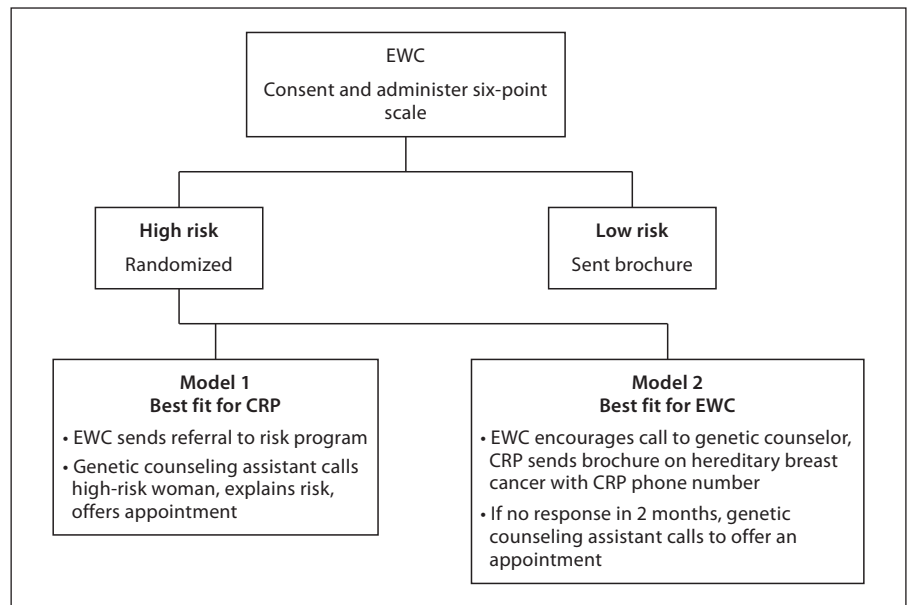 EWC
Consent and administer six-point
scale
High risk
Randomized
Low risk
Sent brochure
Model 1
Best fit for CRP
• EWC sends referral to risk program
• Genetic counseling assistant calls
high-risk woman, explains risk,
offers appointment
Model 2
Best fit for EWC
• EWC encourages call to genetic counselor,
CRP sends brochure on hereditary breast
cancer with CRP phone number
• If no response in 2 months, genetic
counseling assistant calls to offer an
appointment